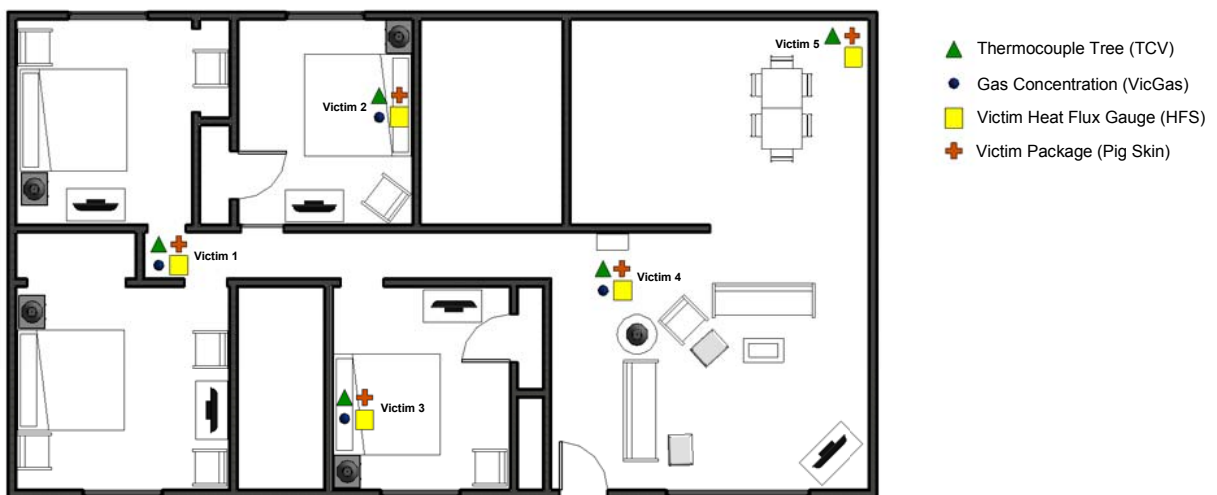 Victim 5
Victim 2
Victim 1
Victim 4
Victim 3
Thermocouple Tree (TCV)
Gas Concentration (VicGas)
Victim Heat Flux Gauge (HFS)
Victim Package (Pig Skin)